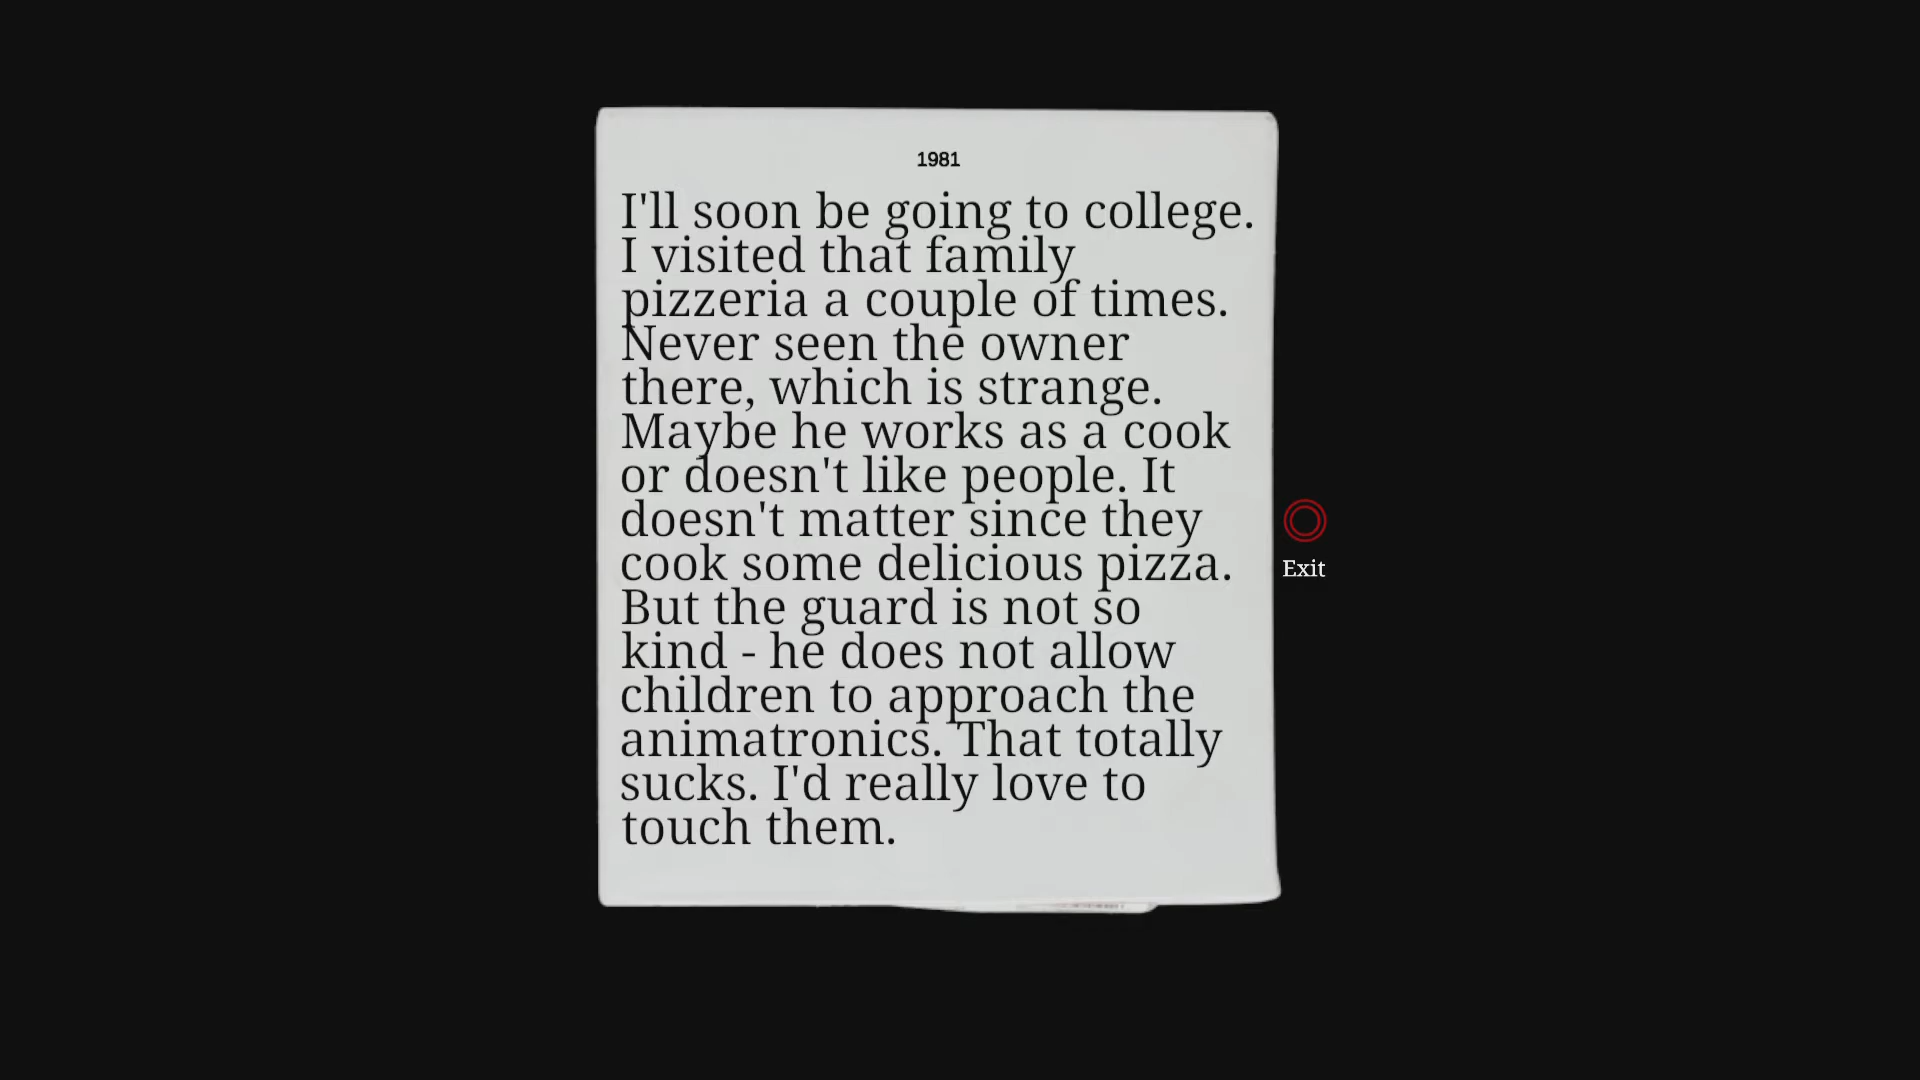 1981
I'll soon be going to college.
I visited that family
pizzeria a couple of times.
Never seen the owner
there, which is strange.
Maybe he works as a cook
or doesn't like people. It
doesn't matter since they
cook some delicious pizza.
But the guard is not so
kind - he does not allow
children to approach the
animatronics. That totally
sucks. I'd really love to
touch them.
Exit